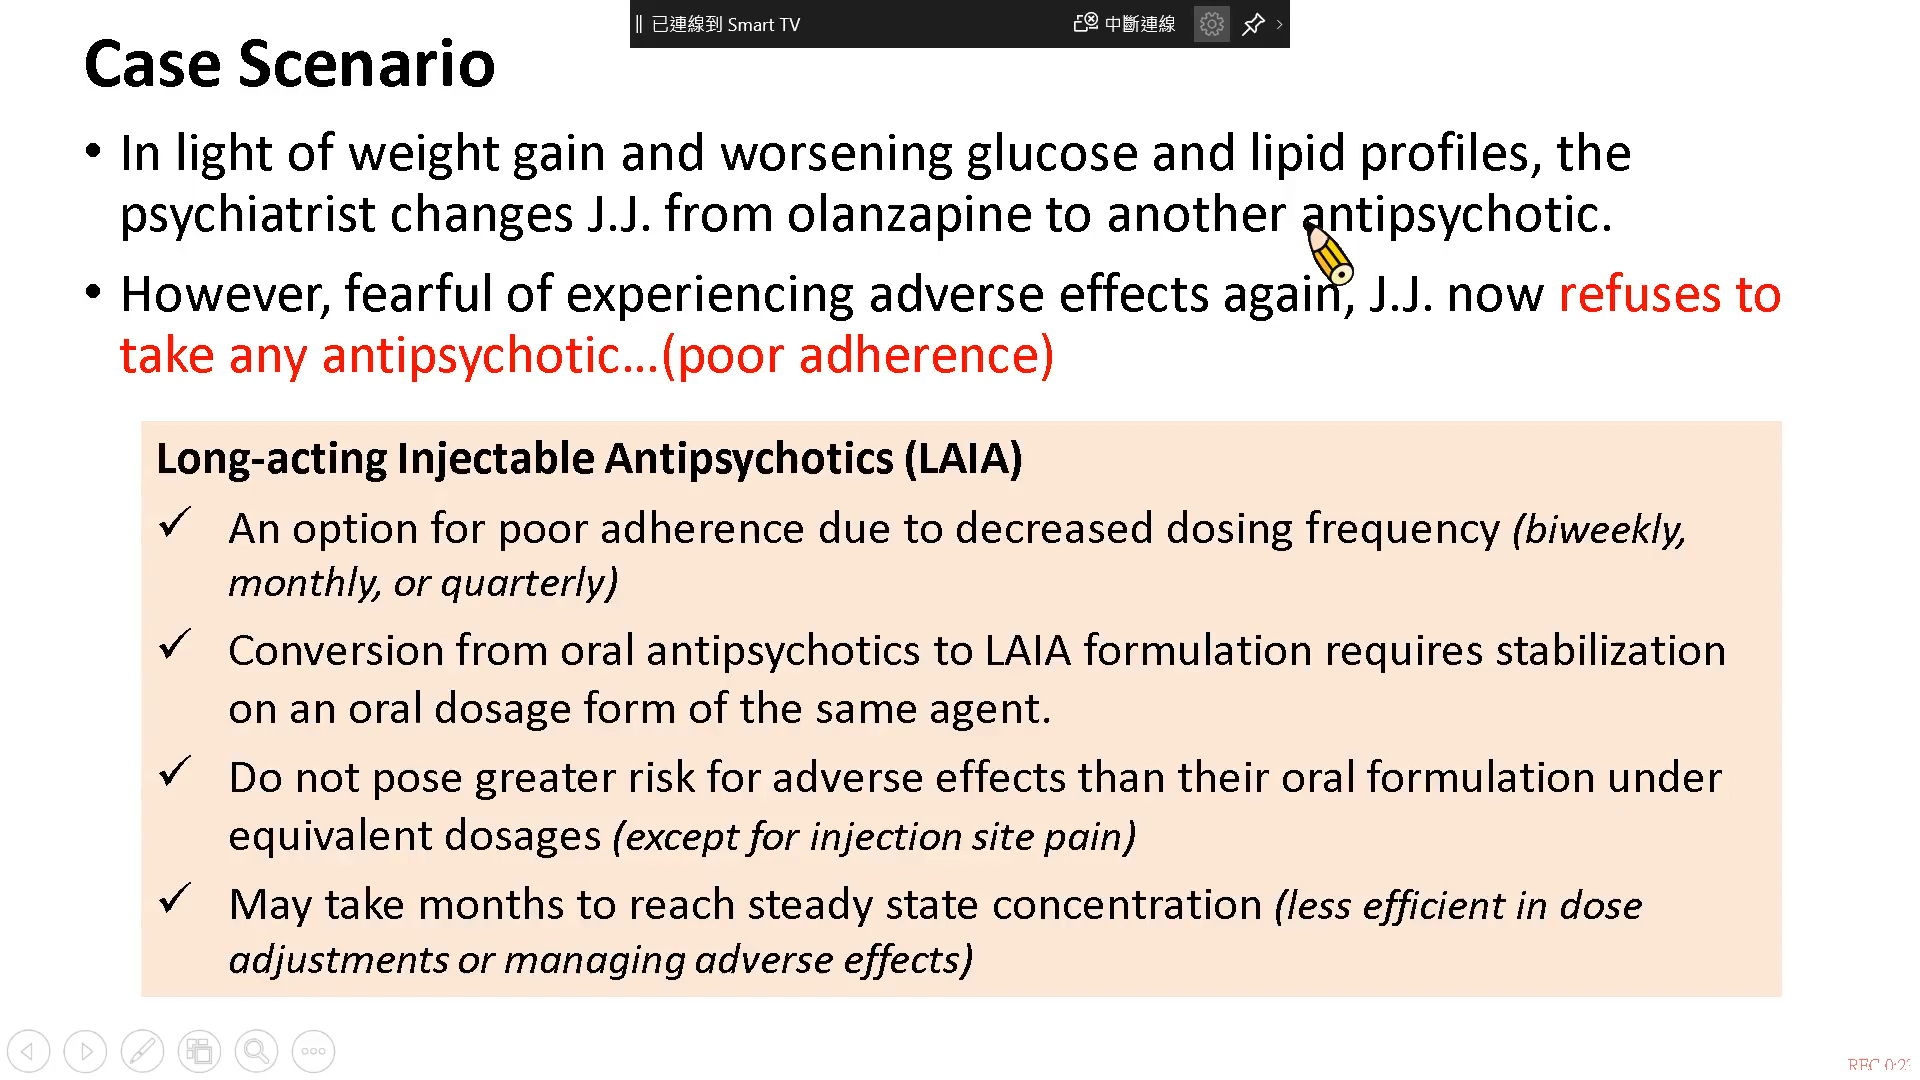 已連線到 Smart TV 中斷連線
Case Scenario
• In light of weight gain and worsening glucose and lipid profiles, the
psychiatrist changes J.J. from olanzapine to another antipsychotic.
• However, fearful of experiencing adverse effects again, J.J. now refuses to
take any antipsychotic...(poor adherence)
Long-acting Injectable Antipsychotics (LAIA)
✓ An option for poor adherence due to decreased dosing frequency (biweekly,
monthly, or quarterly)
✓ Conversion from oral antipsychotics to LAIA formulation requires stabilization
on an oral dosage form of the same agent.
✓ Do not pose greater risk for adverse effects than their oral formulation under
equivalent dosages (except for injection site pain)
✓ May take months to reach steady state concentration (less efficient in dose
adjustments or managing adverse effects)
REC